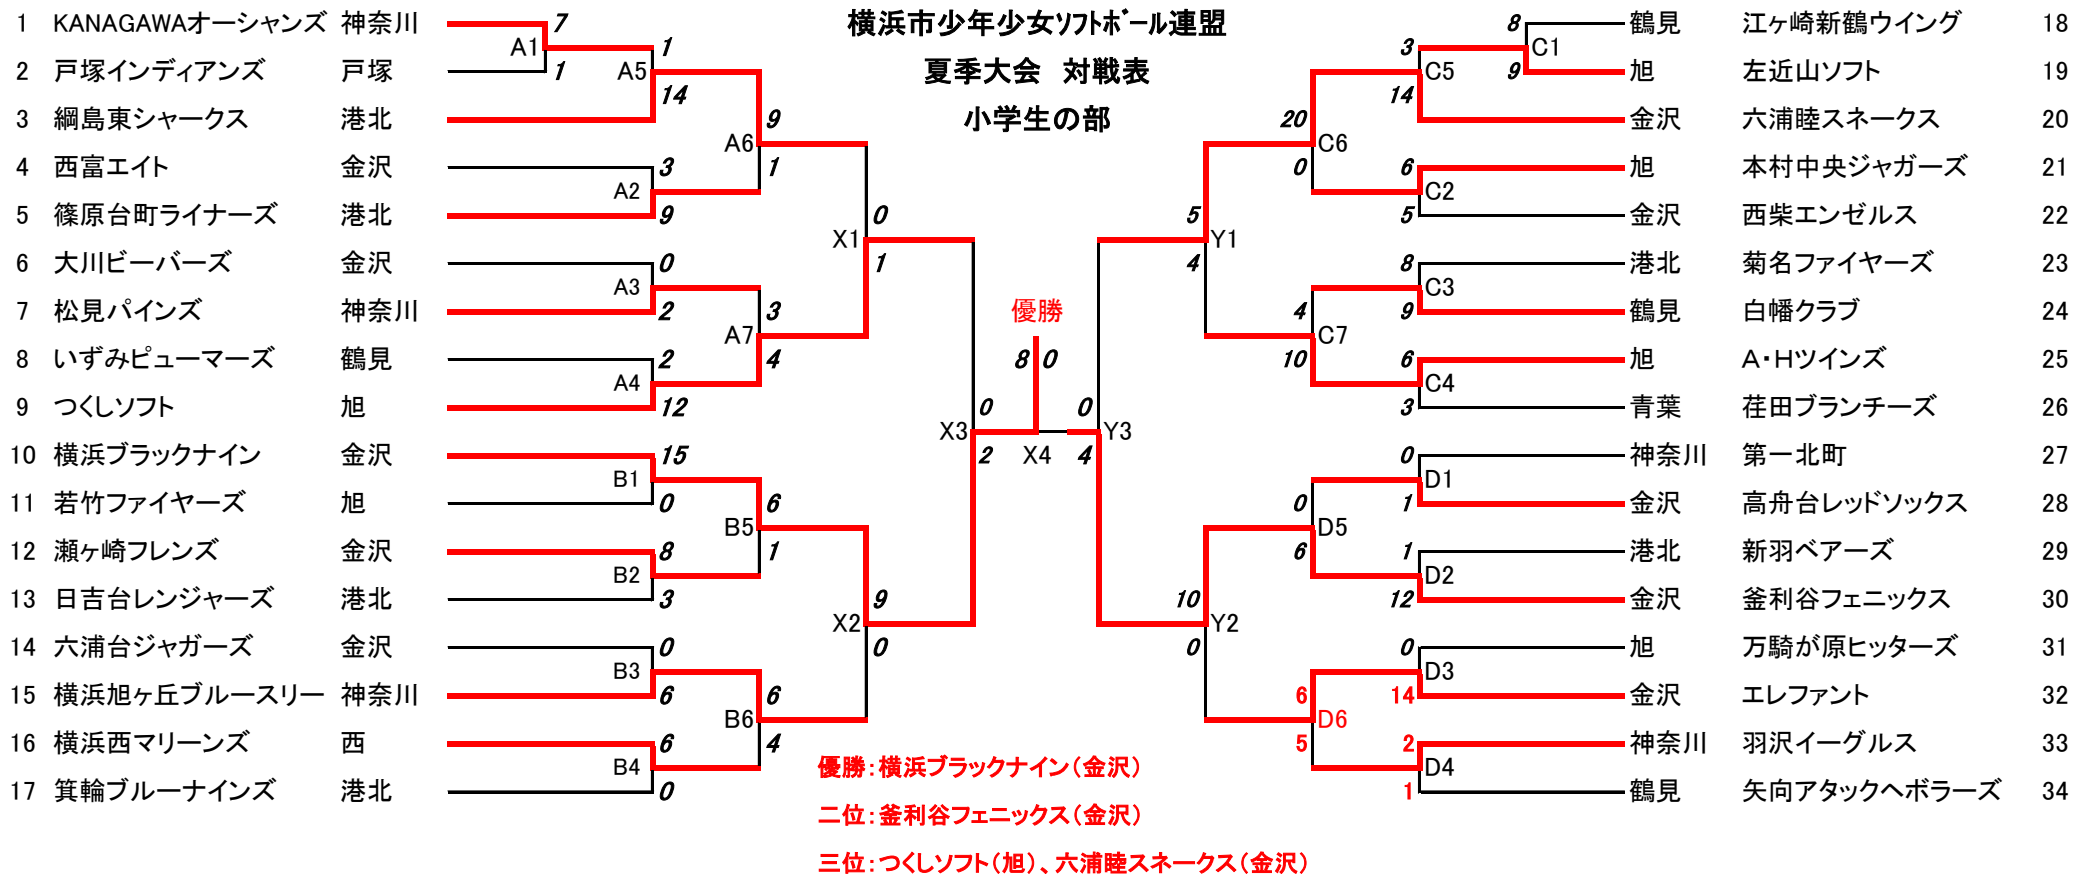 横浜市少年少女ｿﾌﾄﾎﾞｰﾙ連盟
夏季大会　対戦表
小学生の部
1 KANAGAWAオーシャンズ 神奈川
2 戸塚インディアンズ 戸塚
3 綱島東シャークス 港北
4 西富エイト 金沢
5 篠原台町ライナーズ 港北
6 大川ビーバーズ 金沢
7 松見パインズ 神奈川
8 いずみピューマーズ 鶴見
9 つくしソフト 旭
10 横浜ブラックナイン 金沢
11 若竹ファイヤーズ 旭
12 瀬ヶ崎フレンズ 金沢
13 日吉台レンジャーズ 港北
14 六浦台ジャガーズ 金沢
15 横浜旭ヶ丘ブルースリー 神奈川
16 横浜西マリーンズ 西
17 箕輪ブルーナインズ 港北
7 A1 1
1 A5 14
3 A2 9
0 A3 2
2 A4 12
15 B1 0
8 B2 3
0 B3 6
6 B4 0
9 A6 1
3 A7 4
6 B5 1
6 B6 4
0 X1 1
9 X2 0
0 X3 2
優勝
8 0
X4
0 Y3 4
5 Y1 4
10 Y2 0
20 C6 0
4 C7 10
0 D5 6
6 D6 5
8 C1 9
3 C5 14
6 C2 5
8 C3 9
6 C4 3
0 D1 1
1 D2 12
0 D3 14
2 D4 1
鶴見 江ヶ崎新鶴ウイング 18
旭 左近山ソフト 19
金沢 六浦睦スネークス 20
旭 本村中央ジャガーズ 21
金沢 西柴エンゼルス 22
港北 菊名ファイヤーズ 23
鶴見 白幡クラブ 24
旭 A・Hツインズ 25
青葉 荏田ブランチーズ 26
神奈川 第一北町 27
金沢 高舟台レッドソックス 28
港北 新羽ベアーズ 29
金沢 釜利谷フェニックス 30
旭 万騎が原ヒッターズ 31
金沢 エレファント 32
神奈川 羽沢イーグルス 33
鶴見 矢向アタックヘボラーズ 34
優勝：横浜ブラックナイン（金沢）
二位：釜利谷フェニックス（金沢）
三位：つくしソフト（旭）、六浦睦スネークス（金沢）